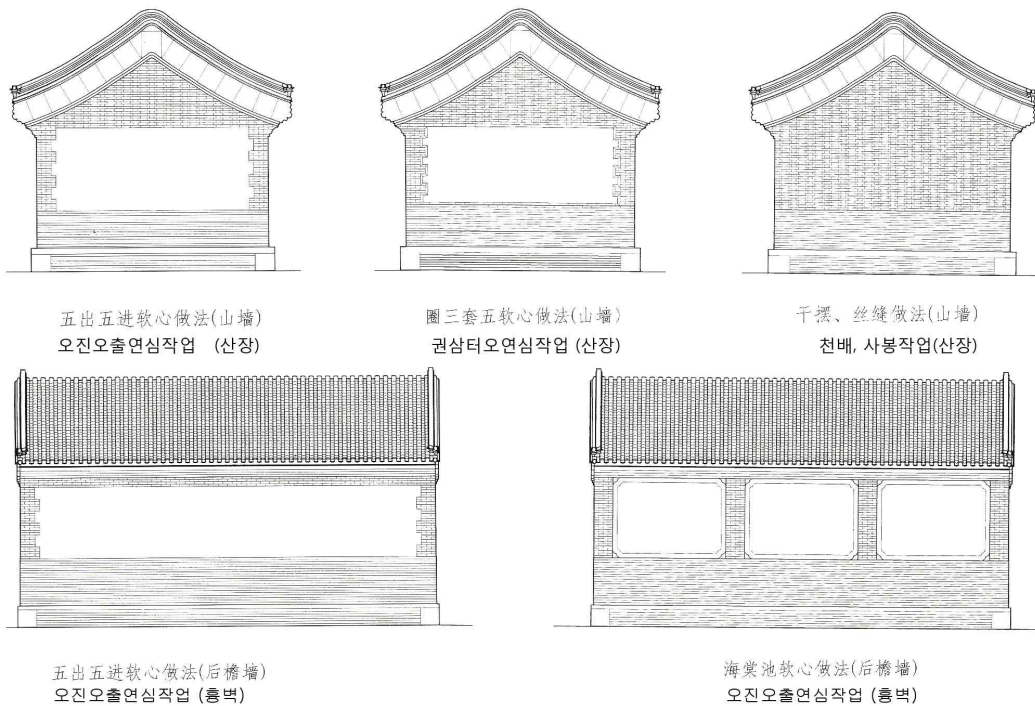 五出五进软心做法(山墙)
오진오출연심작업 (산장)
圈三套五软心做法(山墙)
권삼터오연심작업 (산장)
干摆、丝缝做法(山墙)
천배, 사봉작업(산장)
五出五进软心做法(后檐墙)
오진오출연심작업 (흉벽)
海棠池软心做法(后檐墙)
오진오출연심작업 (흉벽)